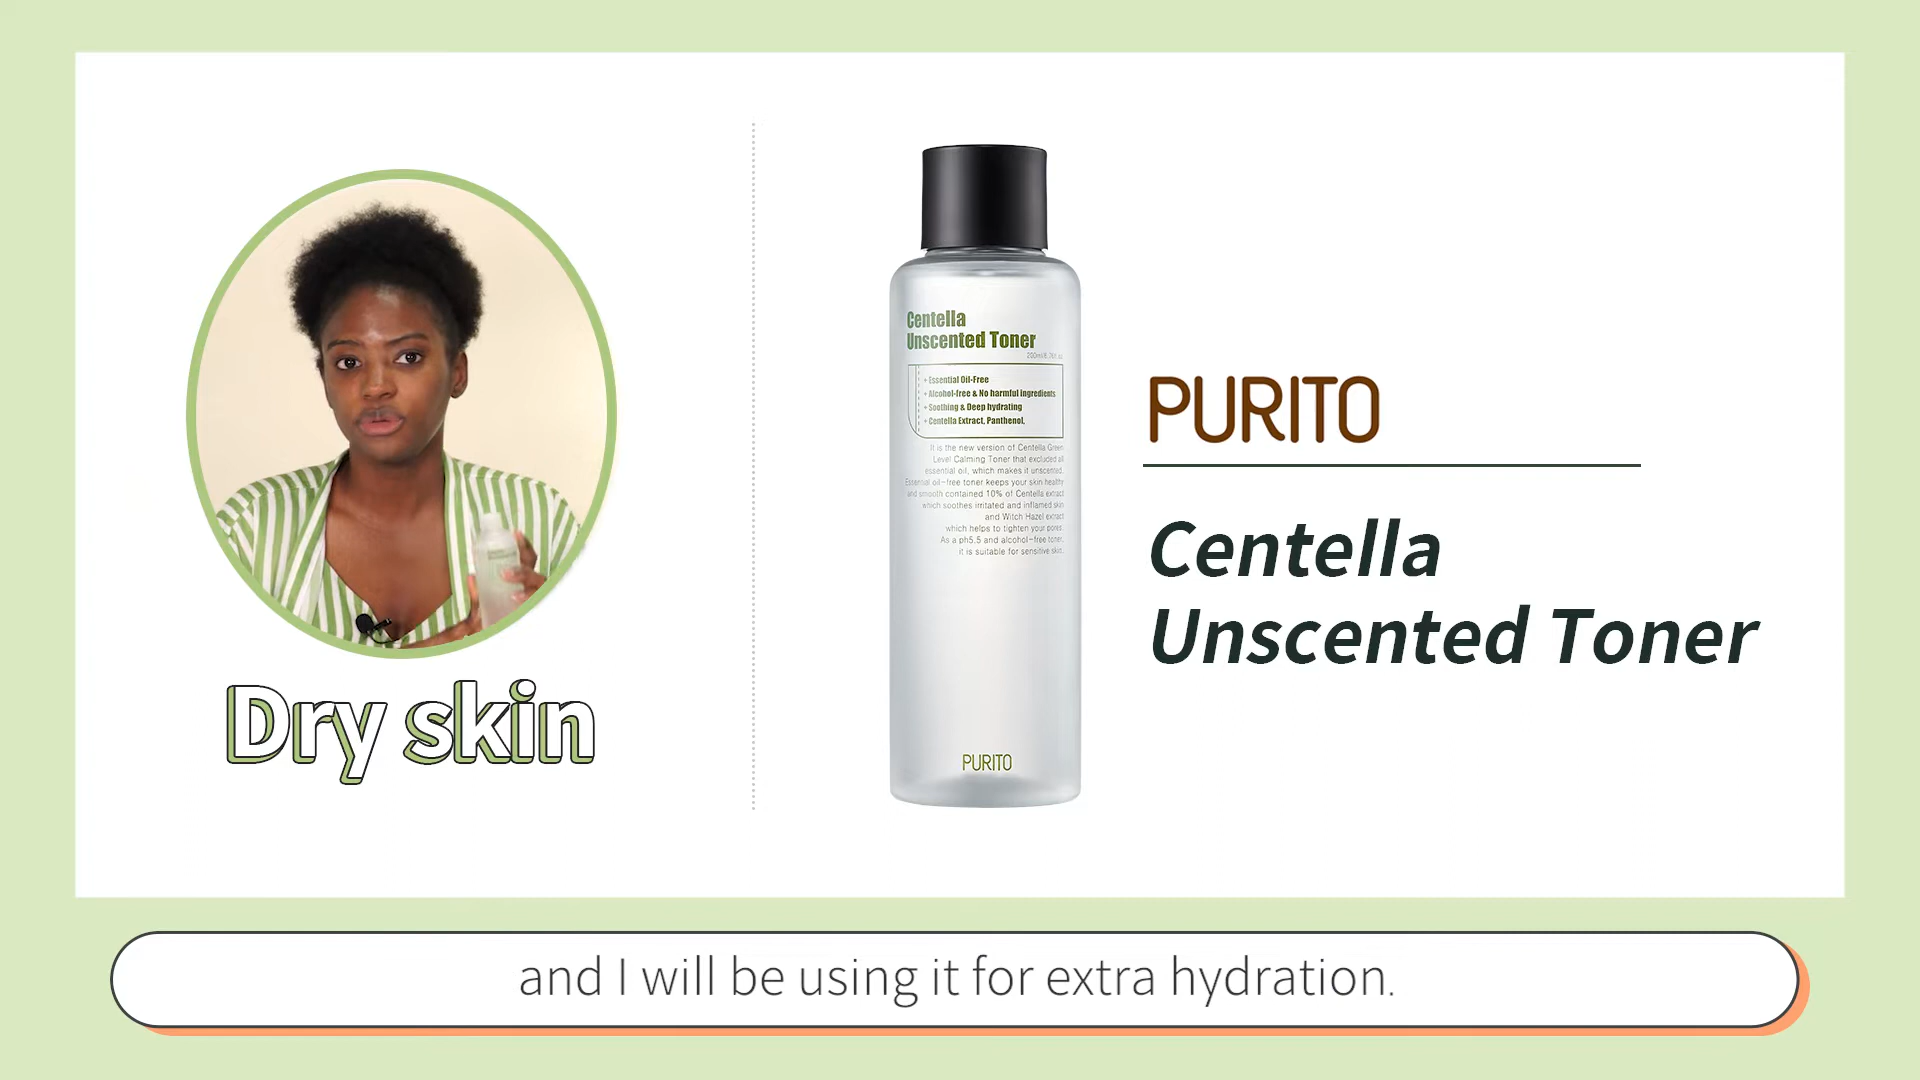 Dry skin
Centella
Unscented Toner
200ml/6.76fl.oz
+ Essential Oil-Free
+ Alcohol-free & No harmful ingredients
+ Soothing & Deep hydrating
+ Centella Extract, Panthenol,
It is the new version of Centella Green
Level Calming Toner that excluded all
essential oil, which makes it unscented.
Essential oil-free toner keeps your skin healthy
and smooth contained 10% of Centella extract
which soothes irritated and inflamed skin
and Witch Hazel extract
which helps to tighten your pores.
As a ph5.5 and alcohol-free toner,
it is suitable for sensitive skin.
PURITO
PURITO
Centella
Unscented Toner
and I will be using it for extra hydration.